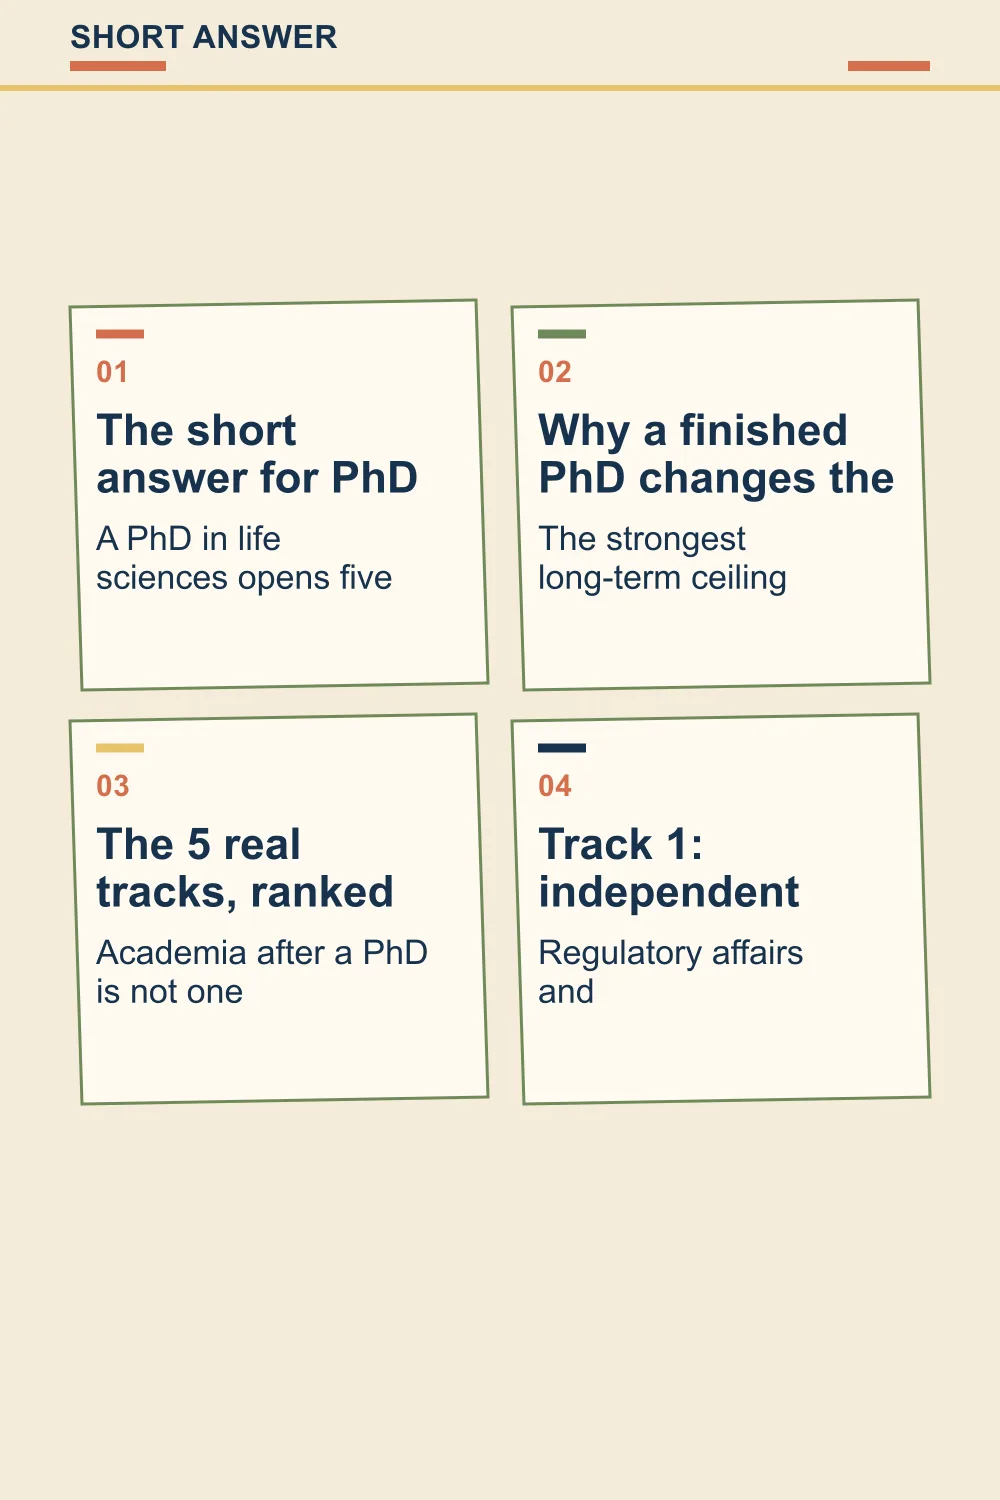 SHORT ANSWER
01
The short
answer for PhD
A PhD in life
sciences opens five
02
Why a finished
PhD changes the
The strongest
long-term ceiling
03
The 5 real
tracks, ranked
Academia after a PhD
is not one
04
Track 1:
independent
Regulatory affairs
and